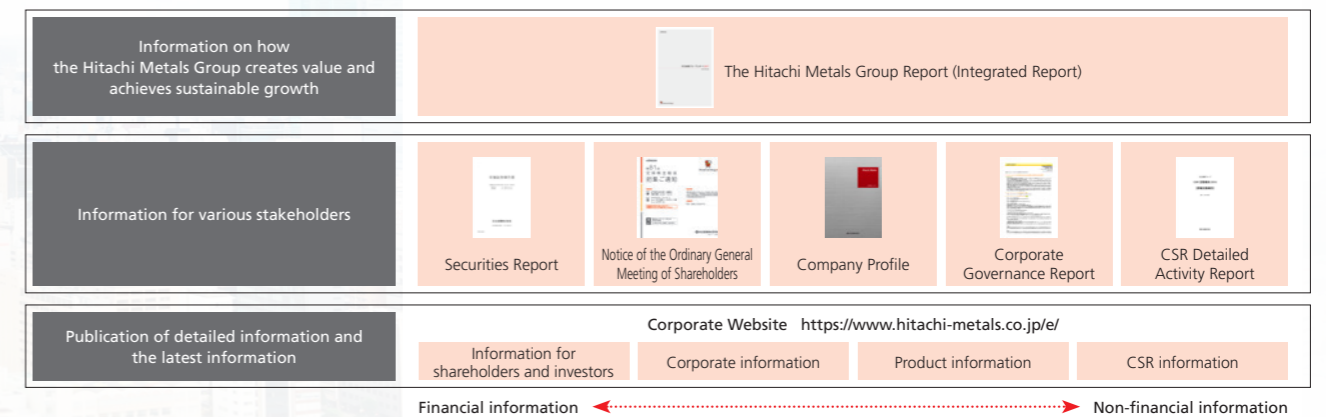 Information on how
the Hitachi Metals Group creates value and
achieves sustainable growth
The Hitachi Metals Group Report (Integrated Report)
Information for various stakeholders
Securities Report
Notice of the Ordinary General
Meeting of Shareholders
Company Profile
Corporate
Governance Report
CSR Detailed
Activity Report
Publication of detailed information and
the latest information
Corporate Website https://www.hitachi-metals.co.jp/e/
Information for
shareholders and investors
Corporate information
Product information
CSR information
Financial information
Non-financial information